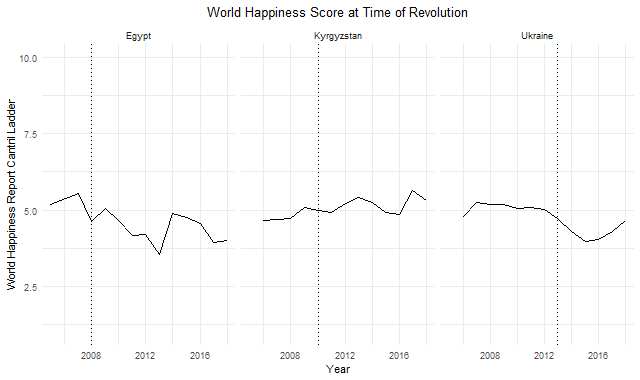 World Happiness Score at Time of Revolution
Egypt
Kyrgyzstan
Ukraine
World Happiness Report Cantril Ladder
10.0
7.5
5.0
2.5
2008
2012
2016
2008
2012
2016
2008
2012
2016
Year